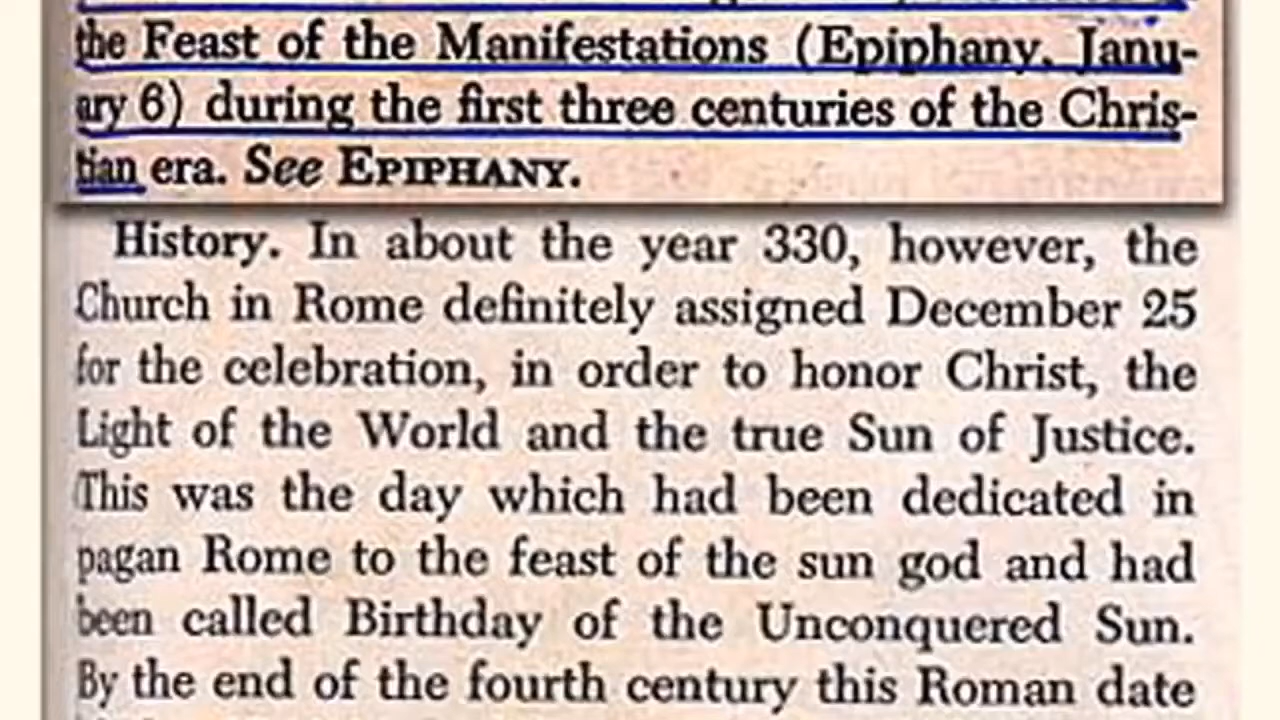 the Feast of the Manifestations (Epiphany, Janu-
ary 6) during the first three centuries of the Chris-
tian era. See EPIPHANY.
History. In about the year 330, however, the
Church in Rome definitely assigned December 25
for the celebration, in order to honor Christ, the
Light of the World and the true Sun of Justice.
This was the day which had been dedicated in
pagan Rome to the feast of the sun god and had
been called Birthday of the Unconquered Sun.
By the end of the fourth century this Roman date